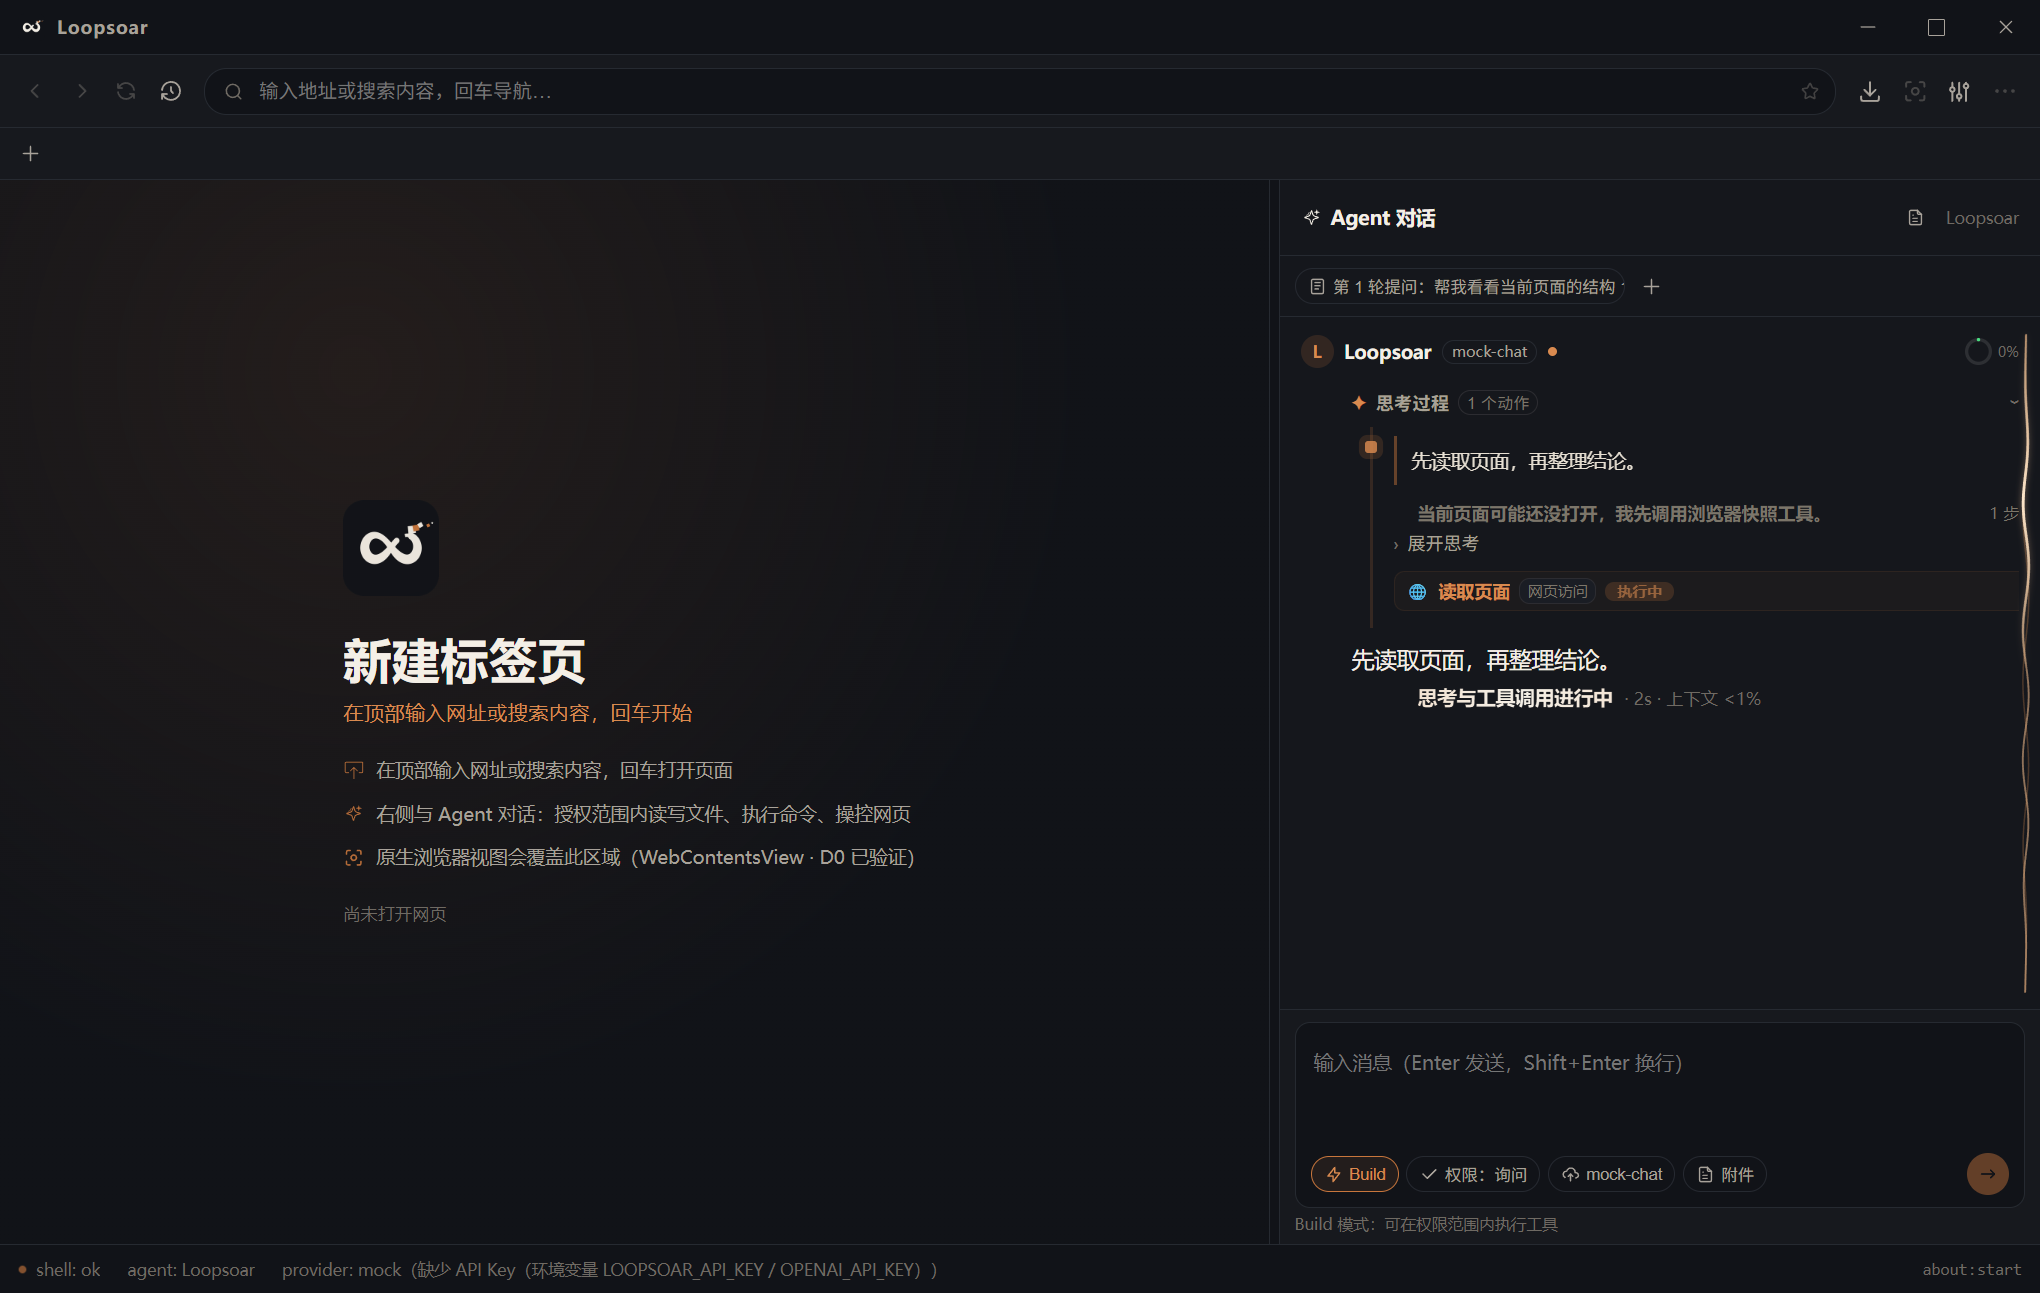 Loopsoar
输入地址或搜索内容，回车导航…
Agent 对话
Loopsoar
第 1 轮提问：帮我看看当前页面的结构
L Loopsoar mock-chat 0%
思考过程 1 个动作
先读取页面，再整理结论。
当前页面可能还没打开，我先调用浏览器快照工具。 1 步
展开思考
读取页面 网页访问 执行中
先读取页面，再整理结论。
思考与工具调用进行中 · 2s · 上下文 <1%
新建标签页
在顶部输入网址或搜索内容，回车开始
在顶部输入网址或搜索内容，回车打开页面
右侧与 Agent 对话：授权范围内读写文件、执行命令、操控网页
原生浏览器视图会覆盖此区域（WebContentsView · D0 已验证）
尚未打开网页
输入消息（Enter 发送，Shift+Enter 换行）
Build 权限：询问 mock-chat 附件
Build 模式：可在权限范围内执行工具
shell: ok agent: Loopsoar provider: mock（缺少 API Key（环境变量 LOOPSOAR_API_KEY / OPENAI_API_KEY）） about:start